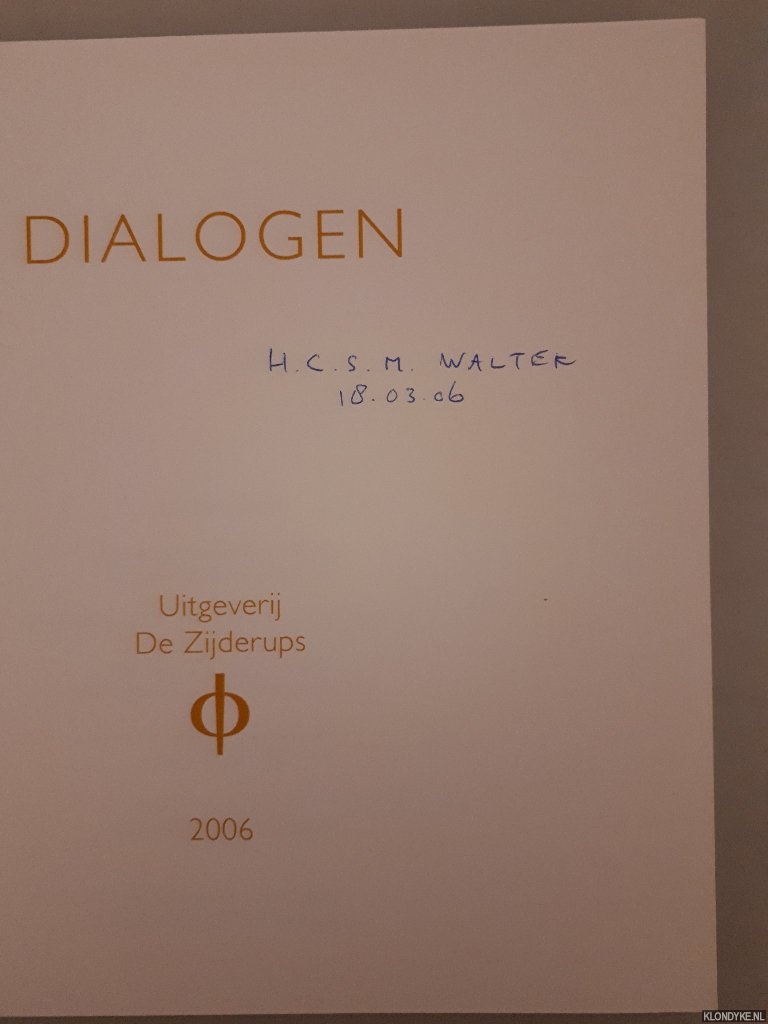 DIALOGEN
H.C.S.M. WALTER
18.03.06
Uitgeverij
De Zijderups
ф
2006
KLONDYKE.NL